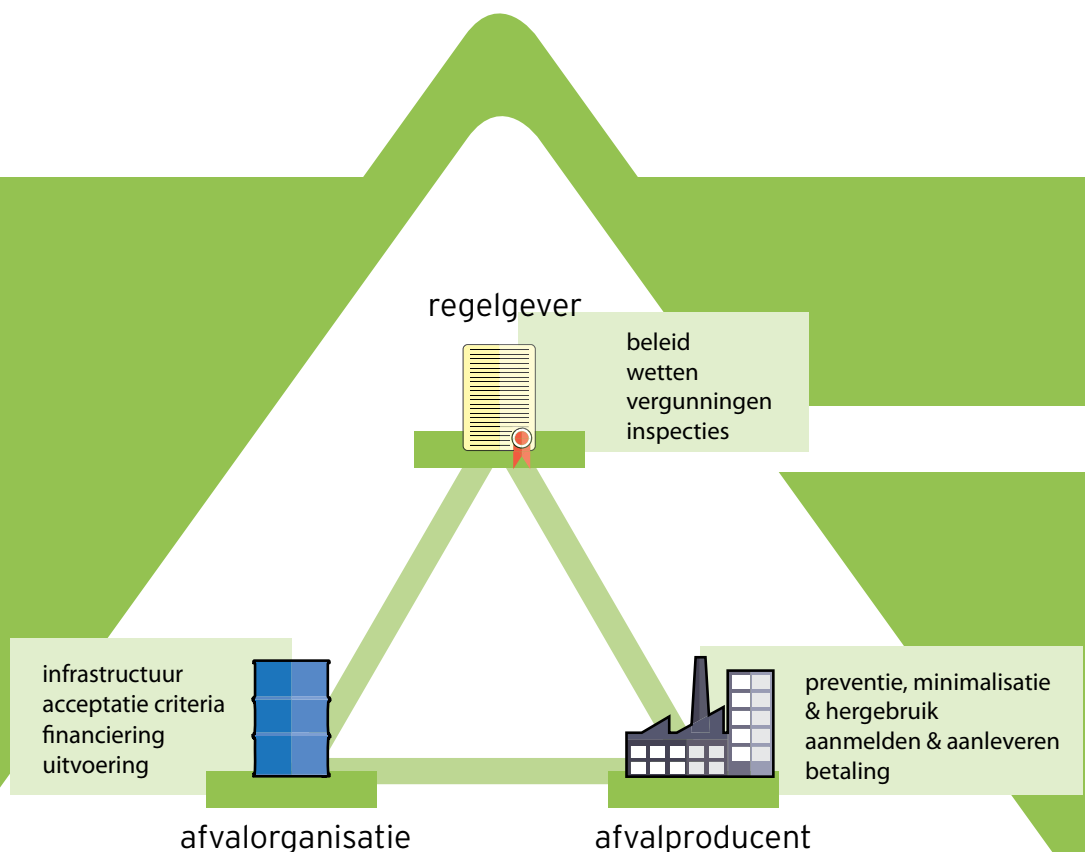 regelgever
beleid
wetten
vergunningen
inspecties
infrastructuur
acceptatie criteria
financiering
uitvoering
afvalorganisatie
preventie, minimalisatie
& hergebruik
aanmelden & aanleveren
betaling
afvalproducent